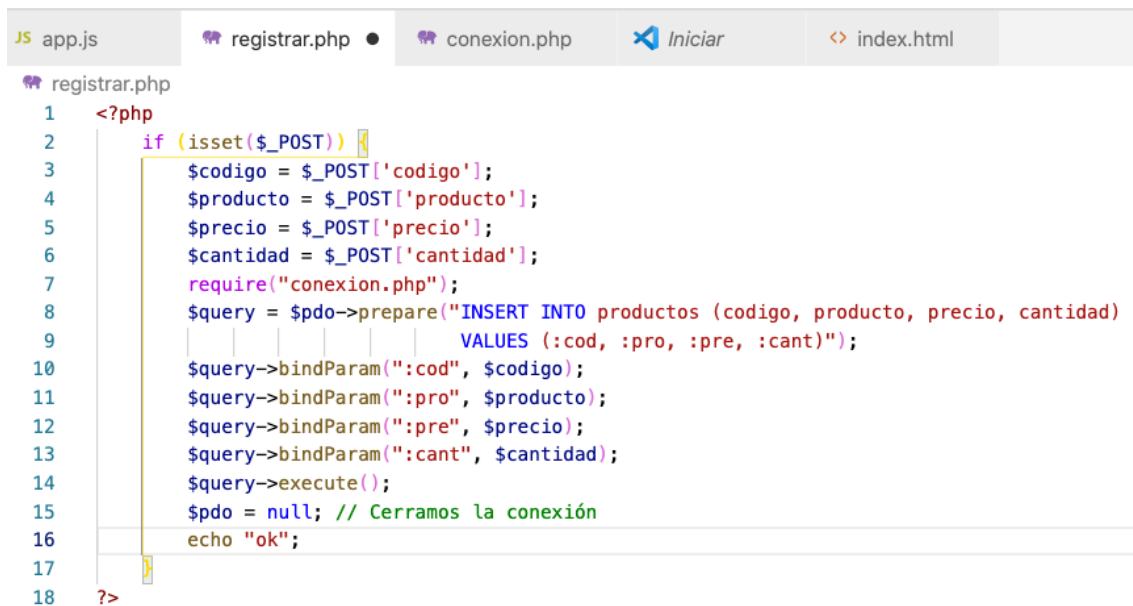 JS app.js registrar.php conexion.php Iniciar <> index.html
registrar.php
1 <?php
2 if (isset($_POST)) {
3 $codigo = $_POST['codigo'];
4 $producto = $_POST['producto'];
5 $precio = $_POST['precio'];
6 $cantidad = $_POST['cantidad'];
7 require("conexion.php");
8 $query = $pdo->prepare("INSERT INTO productos (codigo, producto, precio, cantidad)
9 VALUES (:cod, :pro, :pre, :cant)");
10 $query->bindParam(":cod", $codigo);
11 $query->bindParam(":pro", $producto);
12 $query->bindParam(":pre", $precio);
13 $query->bindParam(":cant", $cantidad);
14 $query->execute();
15 $pdo = null; // Cerramos la conexión
16 echo "ok";
17 }
18 ?>